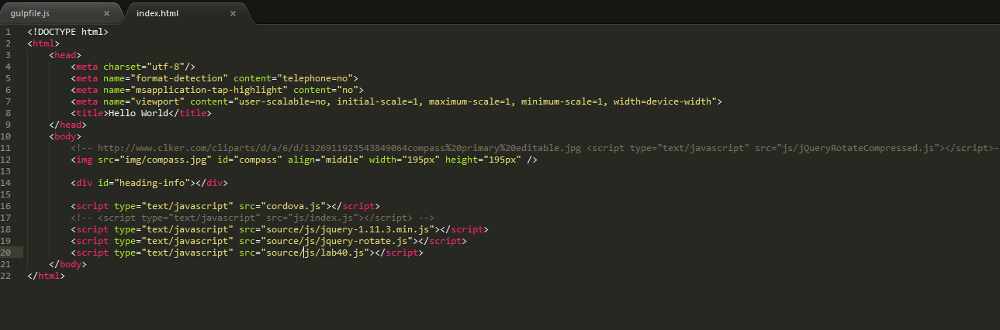 gulpfile.js × index.html ×
1 <!DOCTYPE html>
2 <html>
3 <head>
4 <meta charset="utf-8"/>
5 <meta name="format-detection" content="telephone=no">
6 <meta name="msapplication-tap-highlight" content="no">
7 <meta name="viewport" content="user-scalable=no, initial-scale=1, maximum-scale=1, minimum-scale=1, width=device-width">
8 <title>Hello World</title>
9 </head>
10 <body>
11 <!-- http://www.clker.com/cliparts/d/a/6/d/1326911923543849064compass%20primary%20editable.jpg <script type="text/javascript" src="js/jQueryRotateCompressed.js"></script>-
12 <img src="img/compass.jpg" id="compass" align="middle" width="195px" height="195px" />
13
14 <div id="heading-info"></div>
15
16 <script type="text/javascript" src="cordova.js"></script>
17 <!-- <script type="text/javascript" src="js/index.js"></script> -->
18 <script type="text/javascript" src="source/js/jquery-1.11.3.min.js"></script>
19 <script type="text/javascript" src="source/js/jquery-rotate.js"></script>
20 <script type="text/javascript" src="source/js/lab40.js"></script>
21 </body>
22 </html>